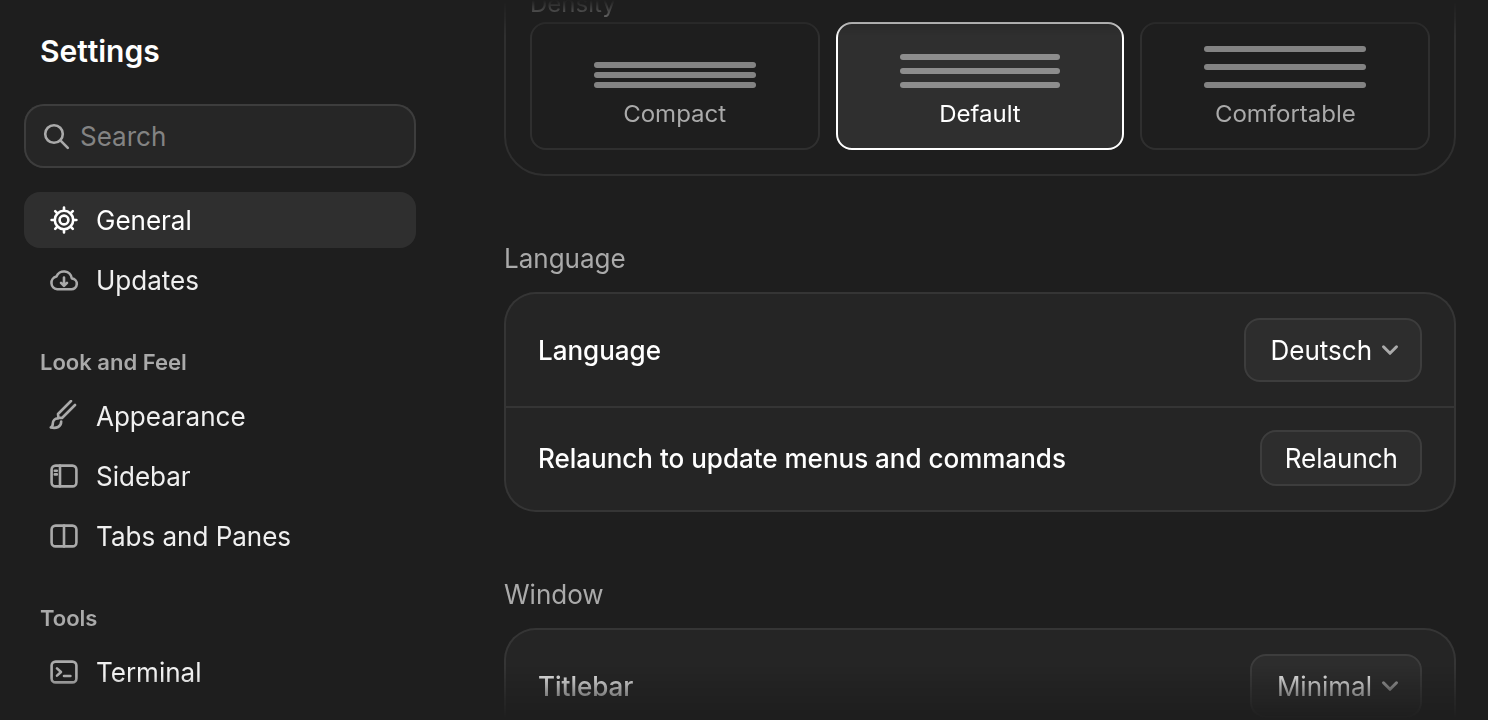 Settings
Search
General
Updates
Look and Feel
Appearance
Sidebar
Tabs and Panes
Tools
Terminal
Density
Compact
Default
Comfortable
Language
Language
Deutsch
Relaunch to update menus and commands
Relaunch
Window
Titlebar
Minimal